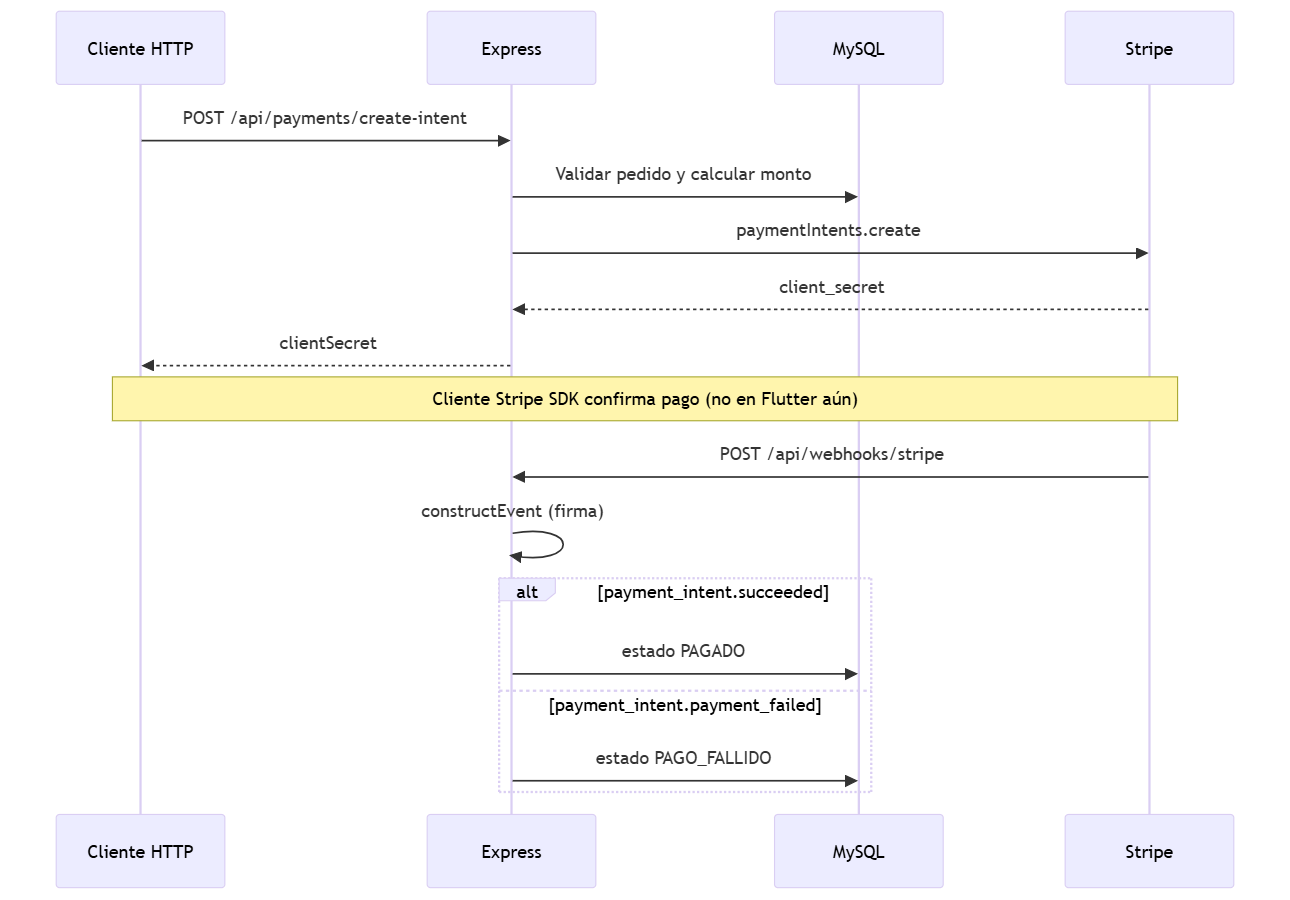 Cliente HTTP
Express
MySQL
Stripe
POST /api/payments/create-intent
Validar pedido y calcular monto
paymentIntents.create
client_secret
clientSecret
Cliente Stripe SDK confirma pago (no en Flutter aún)
POST /api/webhooks/stripe
constructEvent (firma)
alt
[payment_intent.succeeded]
estado PAGADO
[payment_intent.payment_failed]
estado PAGO_FALLIDO
Cliente HTTP
Express
MySQL
Stripe